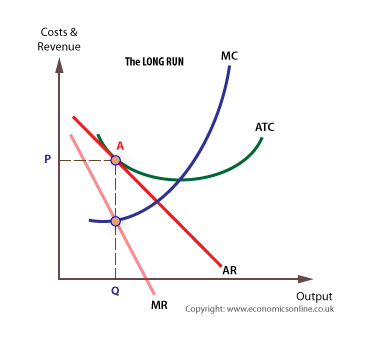 Costs &
Revenue
The LONG RUN
MC
ATC
A
P
AR
Q
Output
MR
Copyright: www.economicsonline.co.uk